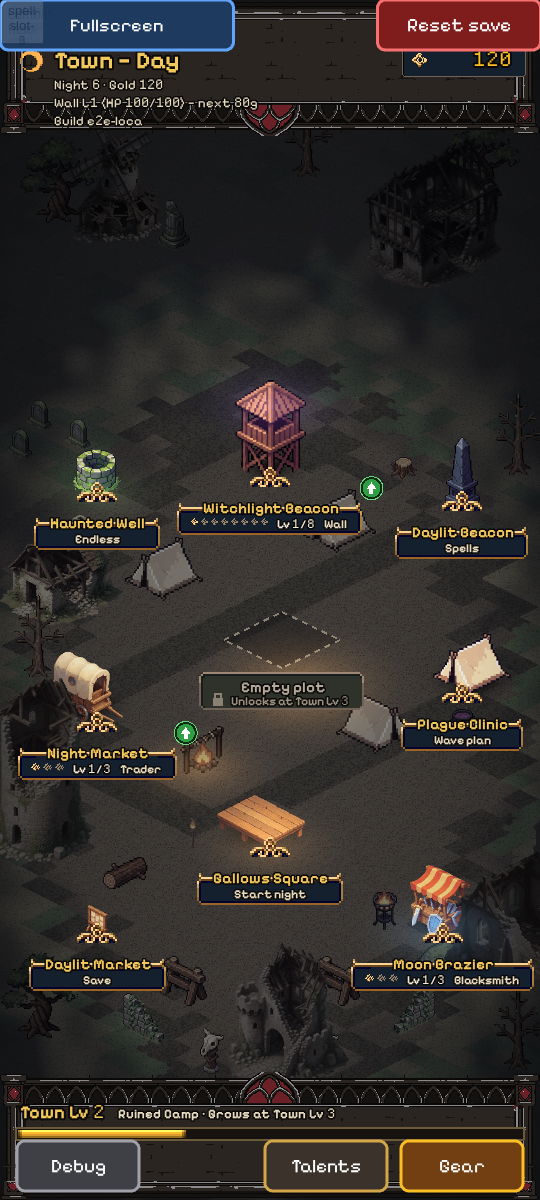 spell-
slot-
a
Fullscreen
Reset save
Town - Day
120
Night 6 · Gold 120
Wall L1 (HP 100/100) - next 80g
Build e2e-loca
Witchlight Beacon
Lv 1/8 Wall
Haunted Well
Endless
Daylit Beacon
Spells
Empty plot
Unlocks at Town Lv 3
Plague Clinic
Wave plan
Night Market
Lv 1/3 Trader
Gallows Square
Start night
Daylit Market
Save
Moon Brazier
Lv 1/3 Blacksmith
Town Lv 2 Ruined Camp · Grows at Town Lv 3
Debug
Talents
Gear